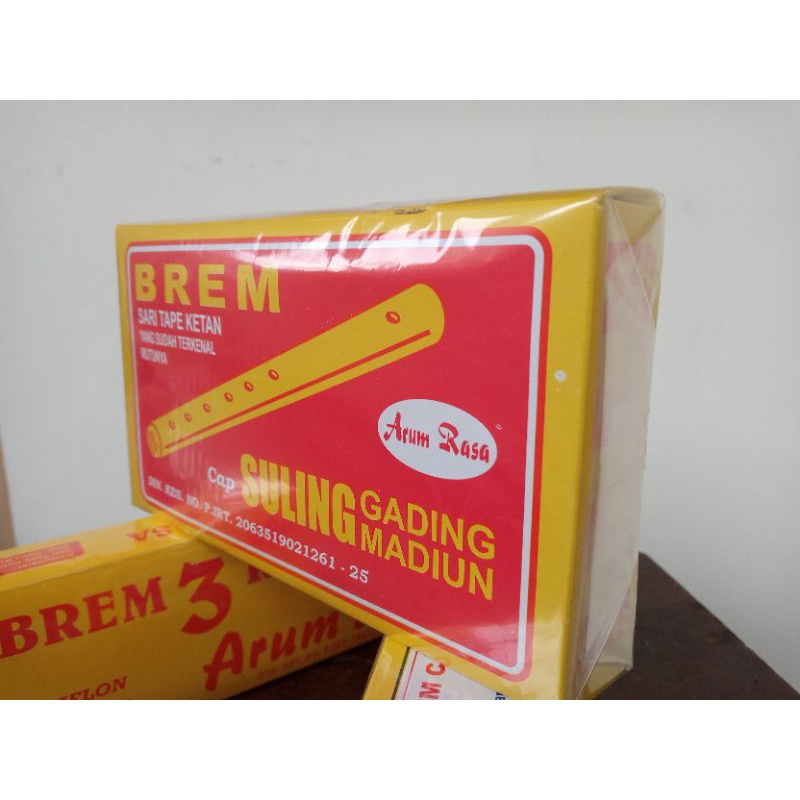 BREM
SARI TAPE KETAN
YANG SUDAH TERKENAL
MUTUNYA
Arum Rasa
Cap SULING GADING
MADIUN
DIN. KES. NO./P.IRT. 2063519021261 - 25
BREM 3
Arum